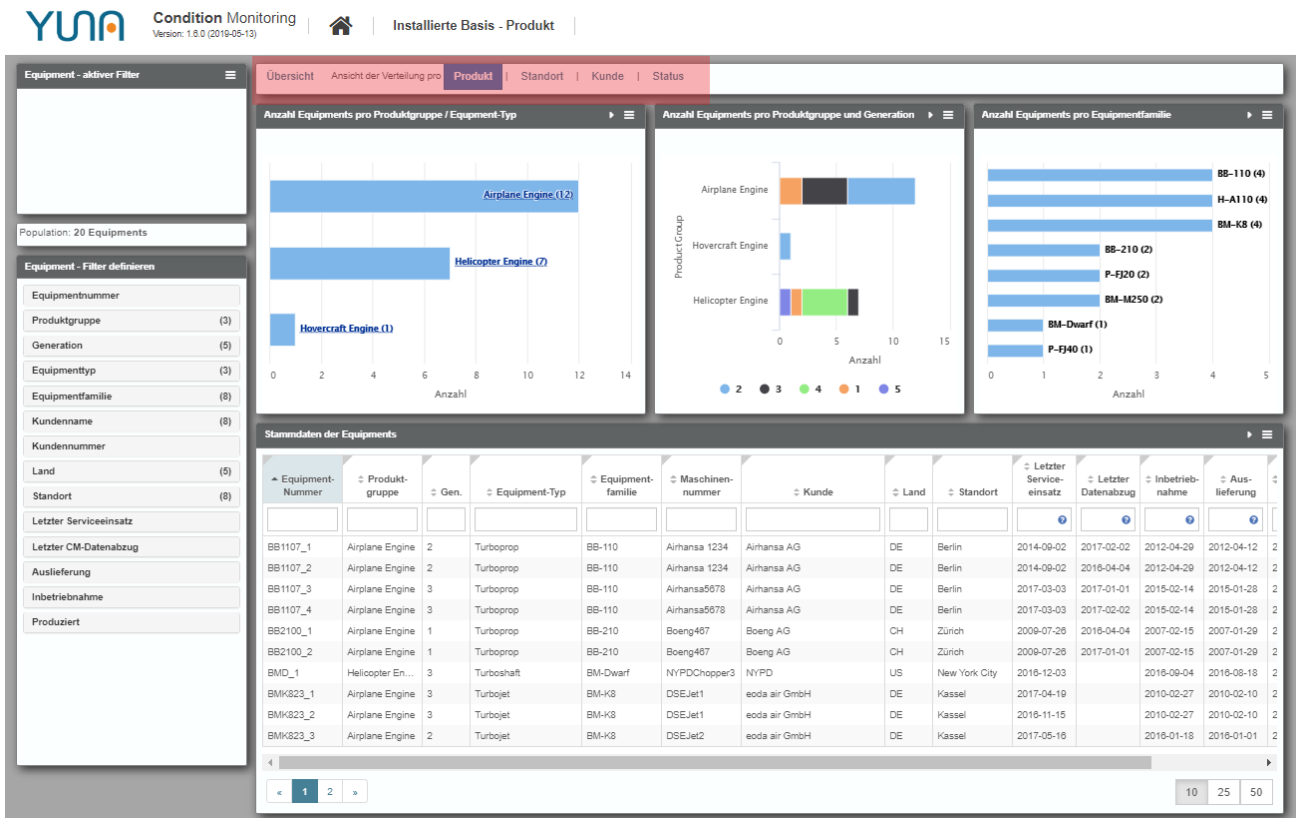 YUNA
Condition Monitoring
Version: 1.6.0 (2019-05-13)
Installierte Basis - Produkt
Equipment - aktiver Filter
Population: 20 Equipments
Equipment - Filter definieren
Equipmentnummer
Produktgruppe (3)
Generation (5)
Equipmenttyp (3)
Equipmentfamilie (8)
Kundenname (8)
Kundennummer
Land (5)
Standort (8)
Letzter Serviceeinsatz
Letzter CM-Datenabzug
Auslieferung
Inbetriebnahme
Produziert
Übersicht Ansicht der Verteilung pro Produkt | Standort | Kunde | Status
Anzahl Equipments pro Produktgruppe / Equpment-Typ
Airplane Engine (12)
Helicopter Engine (7)
Hovercraft Engine (1)
0 2 4 6 8 10 12 14
Anzahl
Anzahl Equipments pro Produktgruppe und Generation
Product Group
Airplane Engine
Hovercraft Engine
Helicopter Engine
0 5 10 15
Anzahl
2 3 4 1 5
Anzahl Equipments pro Equipmentfamilie
BB-110 (4)
H-A110 (4)
BM-K8 (4)
BB-210 (2)
P-FJ20 (2)
BM-M250 (2)
BM-Dwarf (1)
P-FJ40 (1)
0 1 2 3 4 5
Anzahl
Stammdaten der Equipments
Equipment-Nummer Produkt-gruppe Gen. Equipment-Typ Equipment-familie Maschinen-nummer Kunde Land Standort Letzter Service-einsatz Letzter Datenabzug Inbetrieb-nahme Aus-lieferung
BB1107_1 Airplane Engine 2 Turboprop BB-110 Airhansa 1234 Airhansa AG DE Berlin 2014-09-02 2017-02-02 2012-04-29 2012-04-12 2
BB1107_2 Airplane Engine 2 Turboprop BB-110 Airhansa 1234 Airhansa AG DE Berlin 2014-09-02 2016-04-04 2012-04-29 2012-04-12 2
BB1107_3 Airplane Engine 3 Turboprop BB-110 Airhansa5678 Airhansa AG DE Berlin 2017-03-03 2017-01-01 2015-02-14 2015-01-28 2
BB1107_4 Airplane Engine 3 Turboprop BB-110 Airhansa5678 Airhansa AG DE Berlin 2017-03-03 2017-02-02 2015-02-14 2015-01-28 2
BB2100_1 Airplane Engine 1 Turboprop BB-210 Boeng467 Boeng AG CH Zürich 2009-07-26 2016-04-04 2007-02-15 2007-01-29 2
BB2100_2 Airplane Engine 1 Turboprop BB-210 Boeng467 Boeng AG CH Zürich 2009-07-26 2017-01-01 2007-02-15 2007-01-29 2
BMD_1 Helicopter En... 3 Turboshaft BM-Dwarf NYPDChopper3 NYPD US New York City 2016-12-03 2016-09-04 2016-08-18 2
BMK823_1 Airplane Engine 3 Turbojet BM-K8 DSEJet1 eoda air GmbH DE Kassel 2017-04-19 2010-02-27 2010-02-10 2
BMK823_2 Airplane Engine 3 Turbojet BM-K8 DSEJet1 eoda air GmbH DE Kassel 2016-11-15 2010-02-27 2010-02-10 2
BMK823_3 Airplane Engine 2 Turbojet BM-K8 DSEJet2 eoda air GmbH DE Kassel 2017-05-16 2016-01-18 2016-01-01 2
« 1 2 »
10 25 50